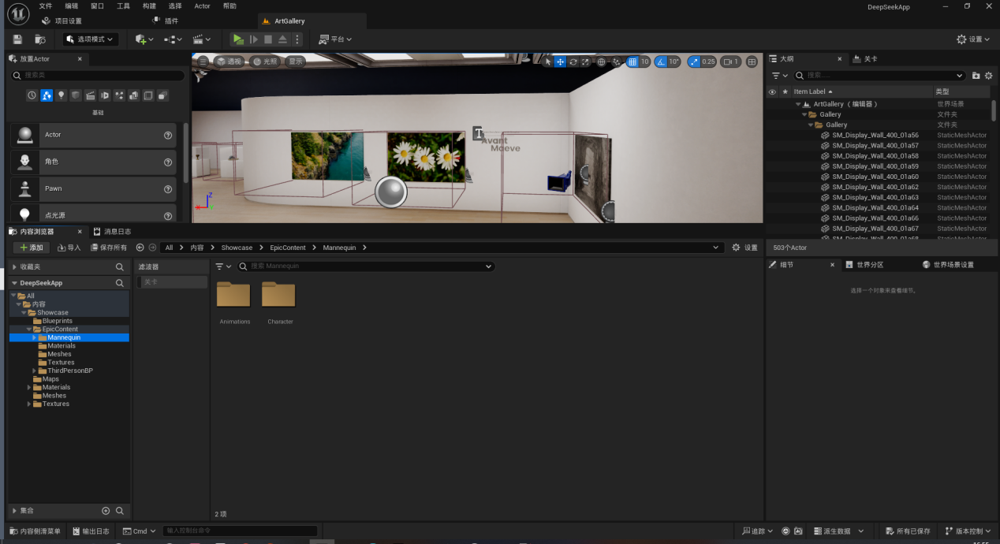 文件 编辑 窗口 工具 构建 选择 Actor 帮助 DeepSeekApp
项目设置 插件 ArtGallery
选项模式 平台 设置
放置Actor
透视 光照 显示 10 10° 0.25 1
大纲 关卡
搜索类
搜索...
Item Label 类型
基础
ArtGallery（编辑器） 世界场景
Gallery 文件夹
Gallery 文件夹
Actor
SM_Display_Wall_400_01a56 StaticMeshActor
SM_Display_Wall_400_01a57 StaticMeshActor
SM_Display_Wall_400_01a58 StaticMeshActor
角色
SM_Display_Wall_400_01a59 StaticMeshActor
SM_Display_Wall_400_01a60 StaticMeshActor
SM_Display_Wall_400_01a62 StaticMeshActor
Pawn
SM_Display_Wall_400_01a63 StaticMeshActor
SM_Display_Wall_400_01a64 StaticMeshActor
点光源
SM_Display_Wall_400_01a66 StaticMeshActor
SM_Display_Wall_400_01a67 StaticMeshActor
SM_Display_Wall_400_01a68 StaticMeshActor
T
Avant
Maeve
Z
内容浏览器 消息日志
添加 导入 保存所有 All 内容 Showcase EpicContent Mannequin 设置
503个Actor
收藏夹 滤波器 搜索 Mannequin
细节 世界分区 世界场景设置
DeepSeekApp 关卡
选择一个对象来查看细节。
All
内容
Showcase
Blueprints
EpicContent
Mannequin
Materials
Meshes
Textures
ThirdPersonBP
Maps
Materials
Meshes
Textures
Animations Character
集合 2 项
内容侧滑菜单 输出日志 Cmd 输入控制台命令 追踪 派生数据 所有已保存 版本控制